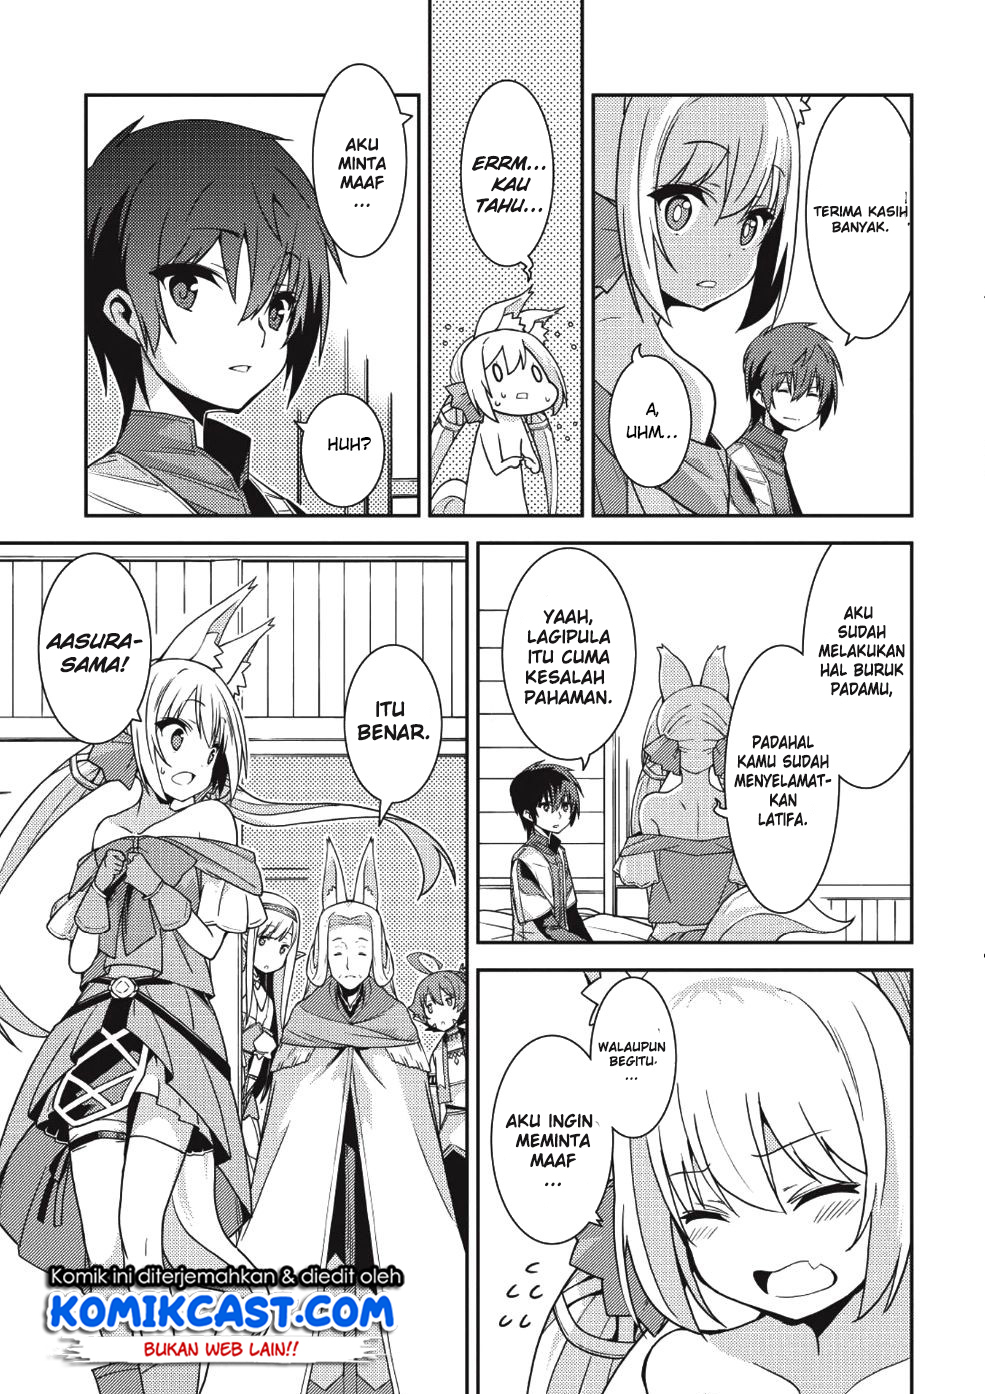 TERIMA KASIH
BANYAK.
A,
UHM...
ERRM...
KAU
TAHU...
AKU
MINTA
MAAF
...
HUH?
AKU
SUDAH
MELAKUKAN
HAL BURUK
PADAMU,
PADAHAL
KAMU SUDAH
MENYELAMAT-
KAN
LATIFA.
YAAH,
LAGIPULA
ITU CUMA
KESALAH
PAHAMAN.
WALAUPUN
BEGITU.
...
AKU INGIN
MEMINTA
MAAF
...
ITU
BENAR.
AASURA-
SAMA!
Komik ini diterjemahkan & diedit oleh
KOMIKCAST.COM
BUKAN WEB LAIN!!